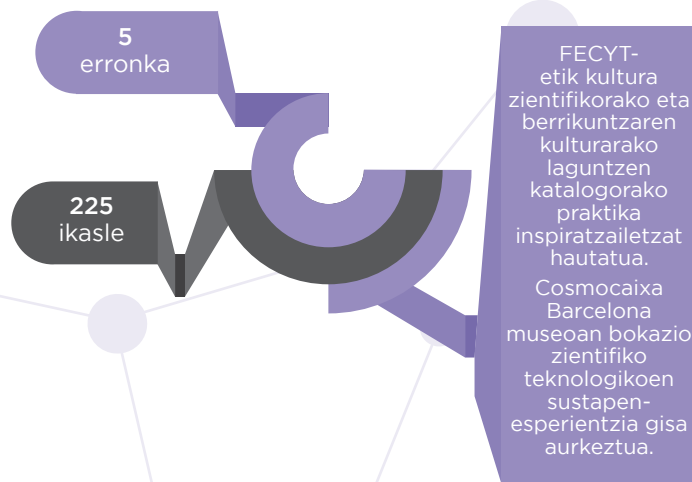 5
erronka
225
ikasle
FECYT-
etik kultura
zientifikorako eta
berrikuntzaren
kulturarako
laguntzen
katalogorako
praktika
inspiratzailetzat
hautatua.
Cosmocaixa
Barcelona
museoan bokazio
zientifiko
teknologikoen
sustapen-
esperientzia gisa
aurkeztua.